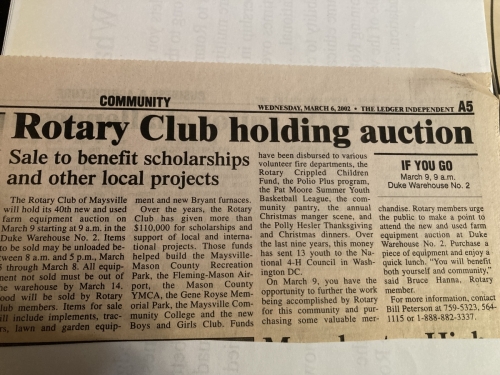 COMMUNITY
WEDNESDAY, MARCH 6, 2002 • THE LEDGER INDEPENDENT A5
Rotary Club holding auction
Sale to benefit scholarships
and other local projects
The Rotary Club of Maysville
will hold its 40th new and used
farm equipment auction on
March 9 starting at 9 a.m. in the
Duke Warehouse No. 2. Items
to be sold may be unloaded be-
tween 8 a.m. and 5 p.m., March
5 through March 8. All equip-
ment not sold must be out of
the warehouse by March 14.
ood will be sold by Rotary
lub members. Items for sale
ill include implements, trac-
rs, lawn and garden equip-
ment and new Bryant furnaces.
Over the years, the Rotary
Club has given more than
$110,000 for scholarships and
support of local and interna-
tional projects. Those funds
helped build the Maysville-
Mason County Recreation
Park, the Fleming-Mason Air-
port, the Mason County
YMCA, the Gene Royse Mem-
orial Park, the Maysville Com-
munity College and the new
Boys and Girls Club. Funds
have been disbursed to various
volunteer fire departments, the
Rotary Crippled Children
Fund, the Polio Plus program,
the Pat Moore Summer Youth
Basketball League, the com-
munity pantry, the annual
Christmas manger scene, and
the Polly Hesler Thanksgiving
and Christmas dinners. Over
the last nine years, this money
has sent 13 youth to the
National 4-H Council in Wash-
ington DC.
On March 9, you have the
opportunity to further the work
being accomplished by Rotary
for this community and pur-
chasing some valuable mer-
IF YOU GO
March 9, 9 a.m.
Duke Warehouse No. 2
chandise. Rotary members urge
the public to make a point to
attend the new and used farm
equipment auction at Duke
Warehouse No. 2. Purchase a
piece of equipment and enjoy a
quick lunch. "You will benefit
both yourself and community,"
said Bruce Hanna, Rotary
member.
For more information, contact
Bill Peterson at 759-5323, 564-
1115 or 1-888-882-3337.